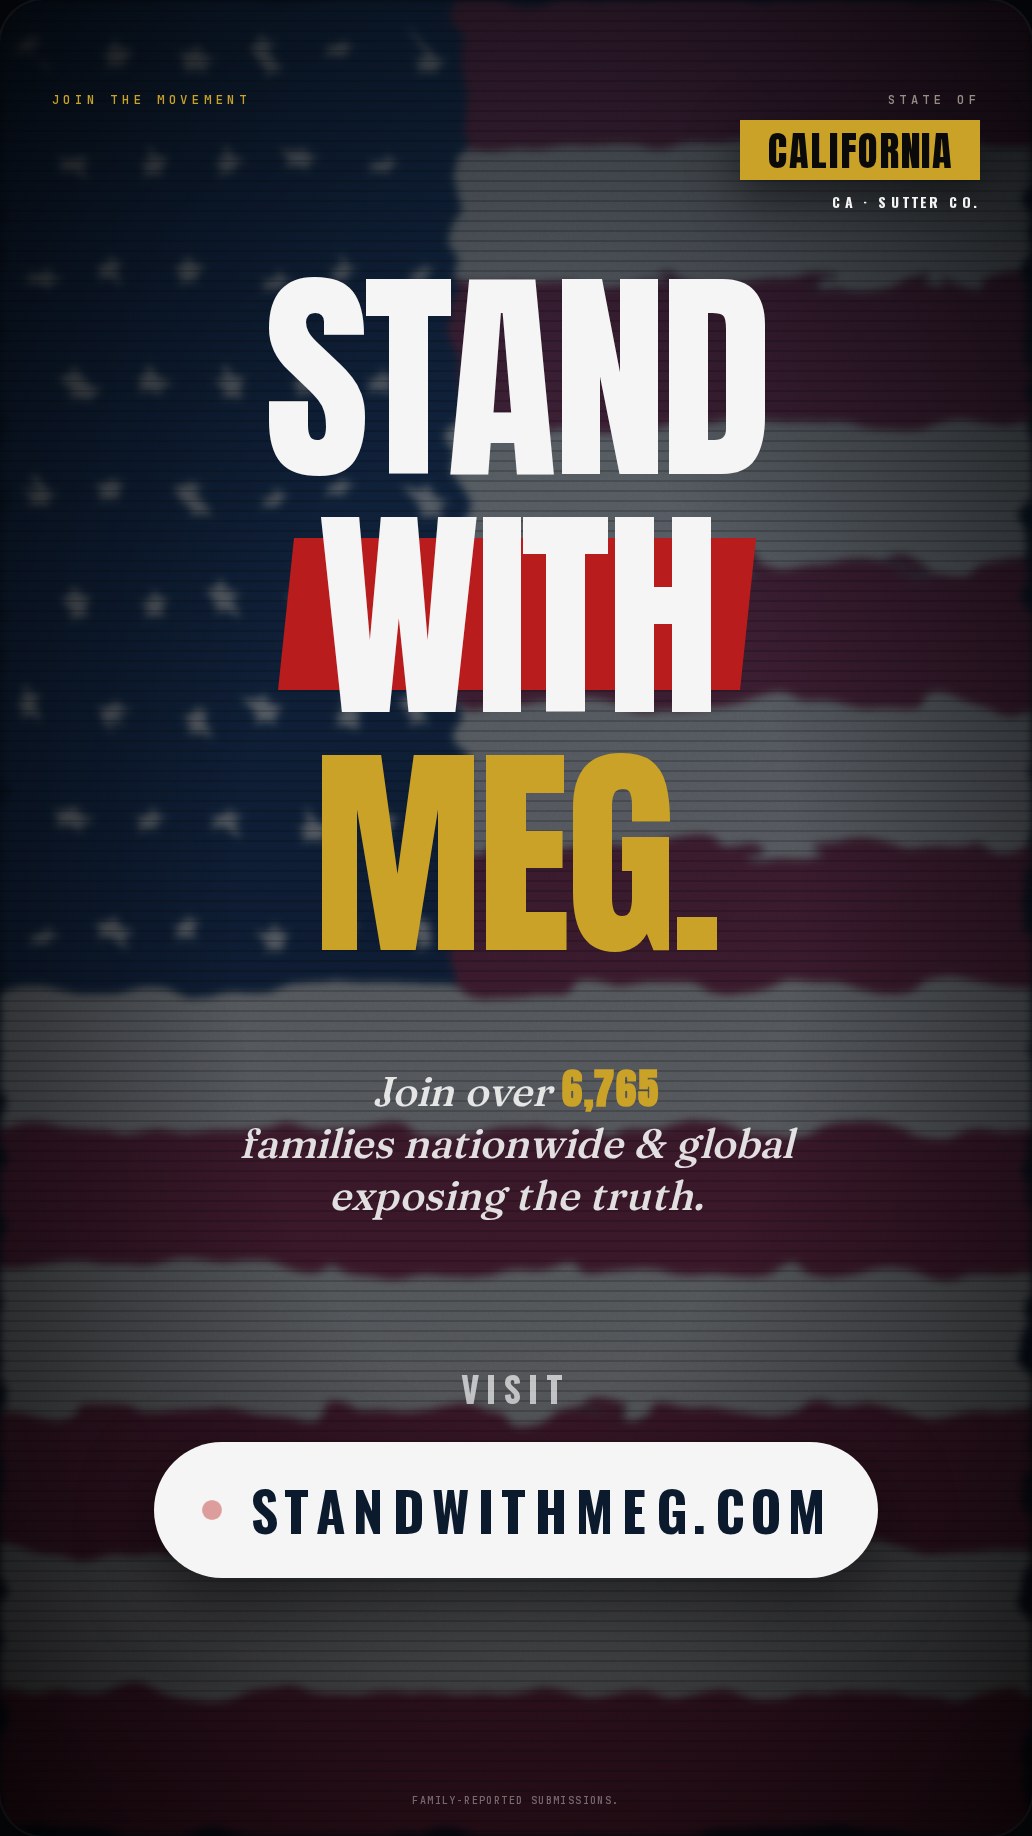 JOIN THE MOVEMENT
STATE OF
CALIFORNIA
CA · SUTTER CO.
STAND
WITH
MEG.
Join over 6,765
families nationwide & global
exposing the truth.
VISIT
STANDWITHMEG.COM
FAMILY-REPORTED SUBMISSIONS.